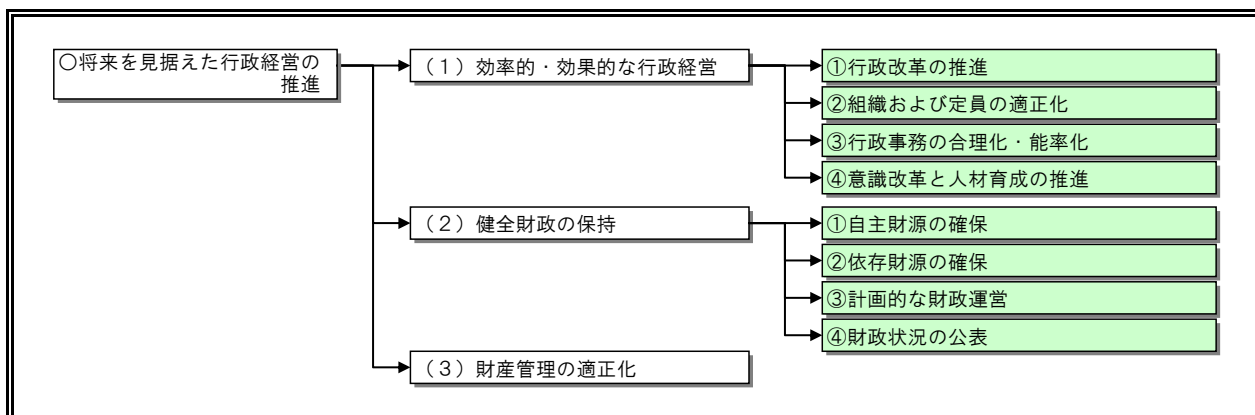 〇将来を見据えた行政経営の
推進
（１）効率的・効果的な行政経営
①行政改革の推進
②組織および定員の適正化
③行政事務の合理化・能率化
④意識改革と人材育成の推進
（２）健全財政の保持
①自主財源の確保
②依存財源の確保
③計画的な財政運営
④財政状況の公表
（３）財産管理の適正化